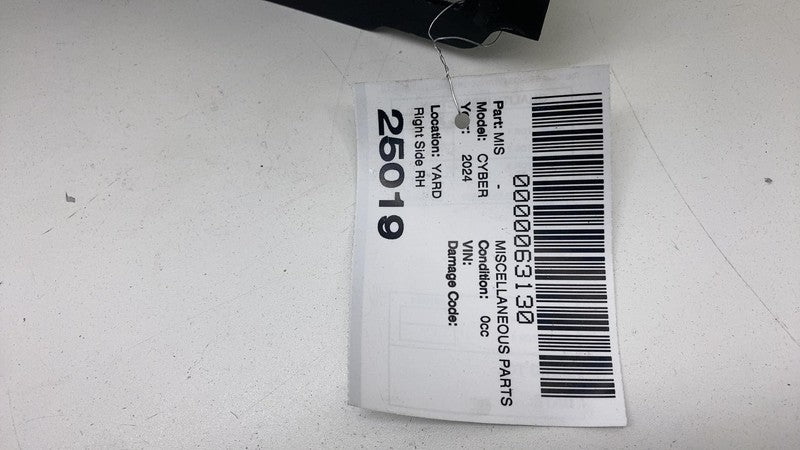 0000063130
Part: MIS - MISCELLANEOUS PARTS
Model: CYBER Condition: 0cc
Year: 2024 VIN:
Damage Code:
Location: YARD
Right Side RH
25019